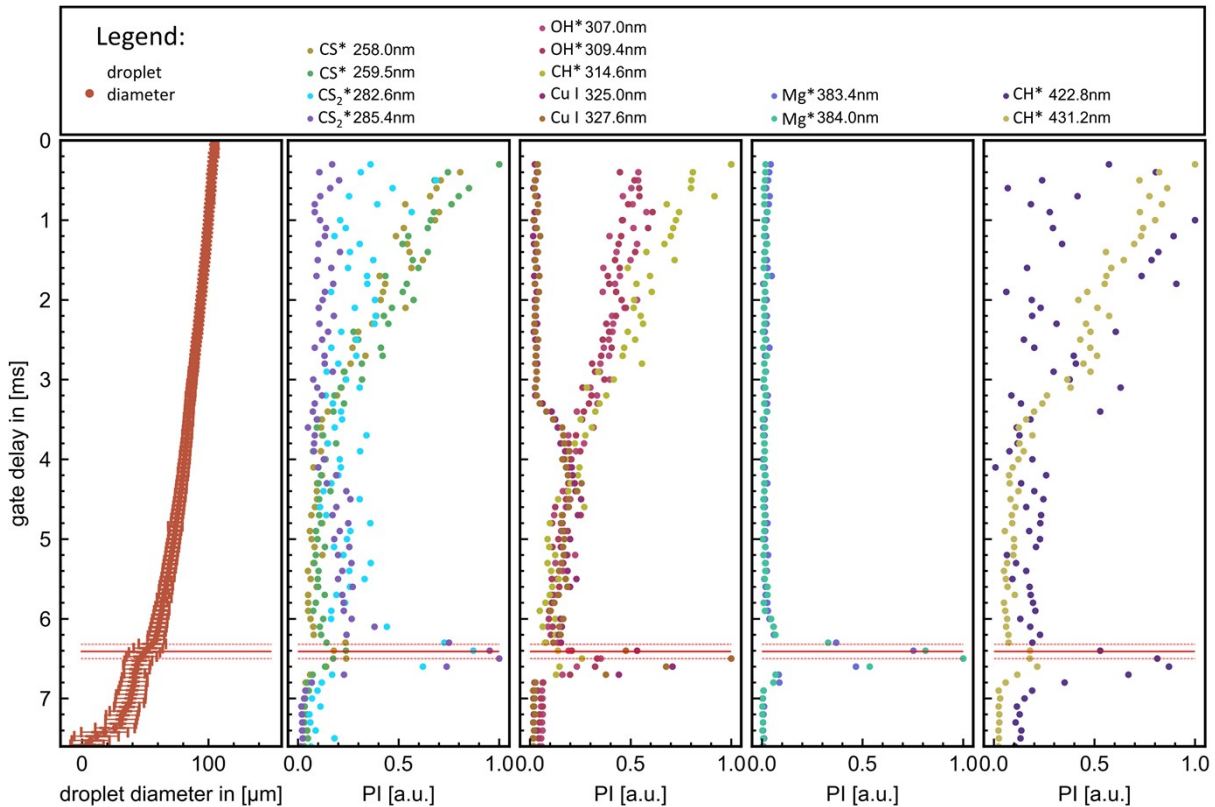 Legend:
droplet
diameter
CS* 258.0nm
CS* 259.5nm
CS₂* 282.6nm
CS₂* 285.4nm
OH* 307.0nm
OH* 309.4nm
CH* 314.6nm
Cu I 325.0nm
Cu I 327.6nm
Mg* 383.4nm
Mg* 384.0nm
CH* 422.8nm
CH* 431.2nm
gate delay in [ms]
0
1
2
3
4
5
6
7
0 100
droplet diameter in [µm]
0.0 0.5 1.0
PI [a.u.]
0.0 0.5 1.0
PI [a.u.]
0.0 0.5 1.0
PI [a.u.]
0.0 0.5 1.0
PI [a.u.]